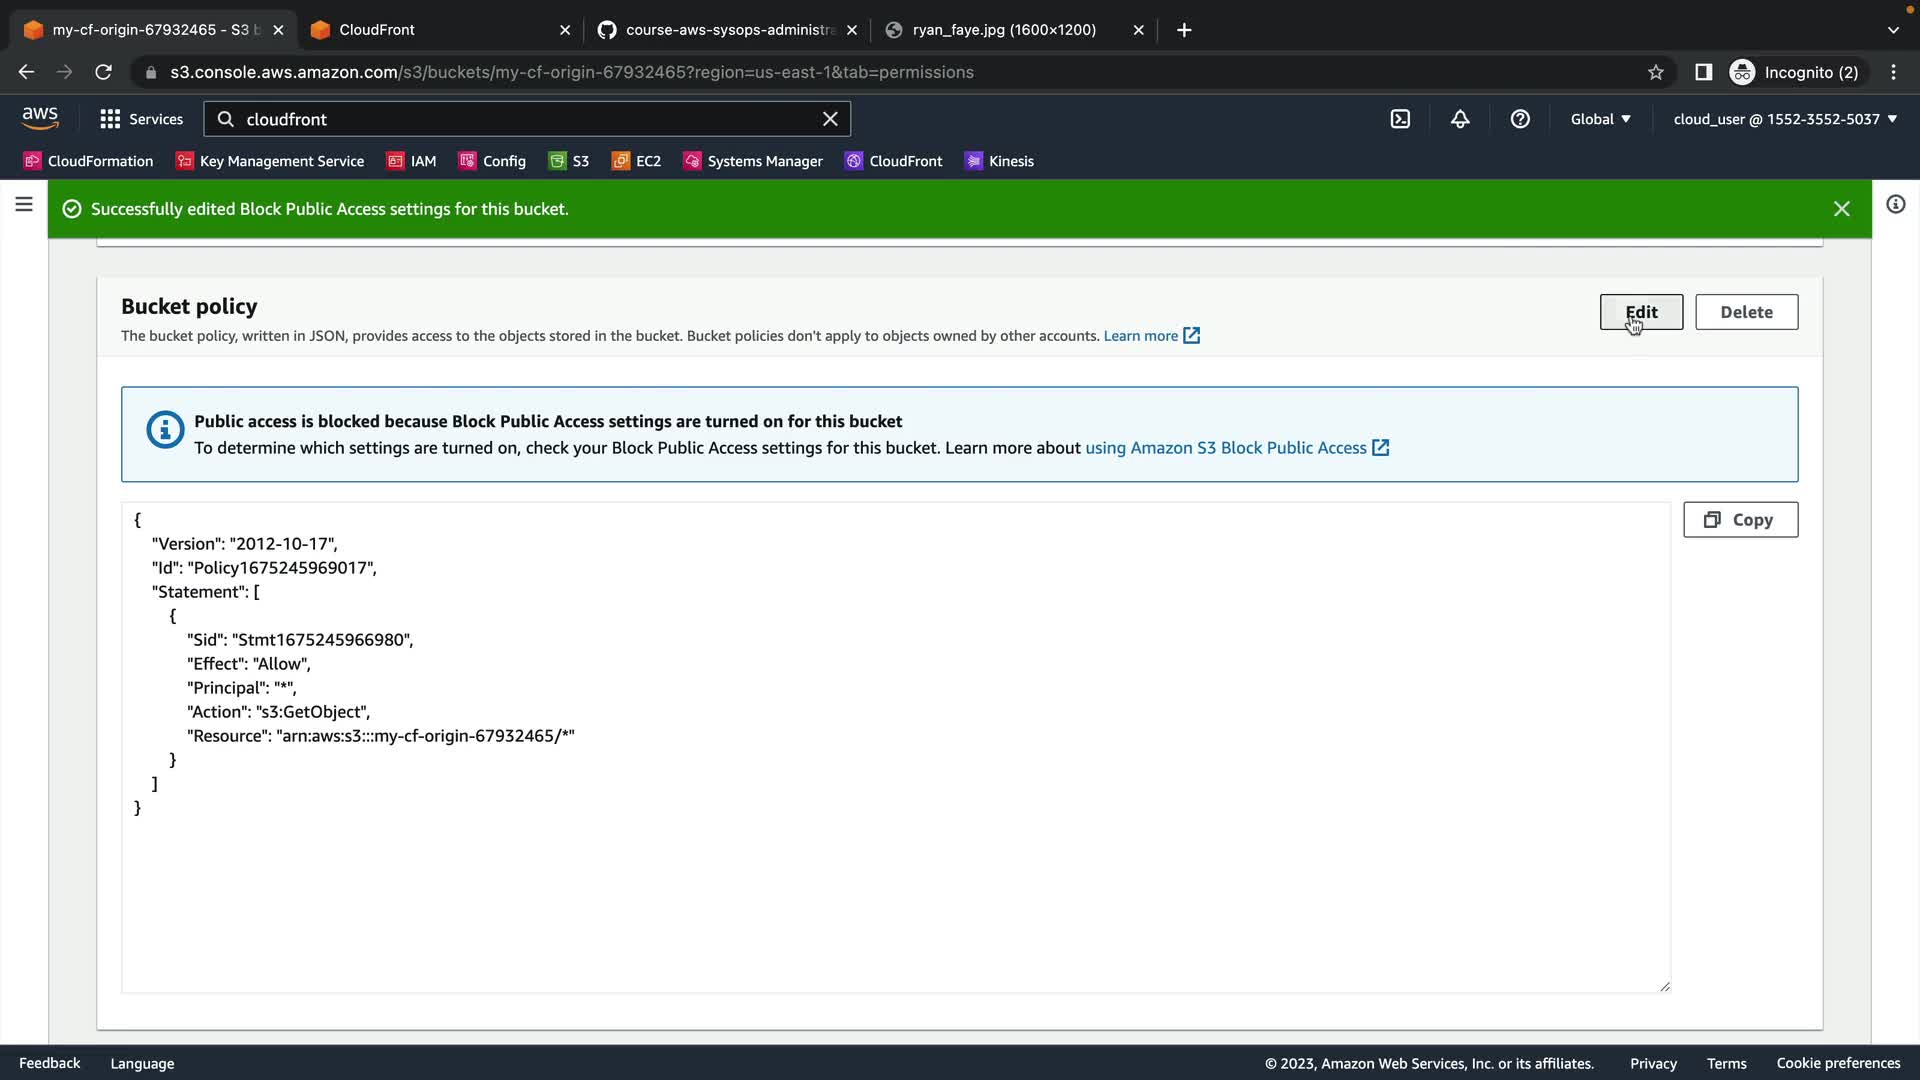 my-cf-origin-67932465 - S3 b
CloudFront
course-aws-sysops-administra
ryan_faye.jpg (1600×1200)
s3.console.aws.amazon.com/s3/buckets/my-cf-origin-67932465?region=us-east-1&tab=permissions
Incognito (2)
aws
Services
cloudfront
Global
cloud_user @ 1552-3552-5037
CloudFormation
Key Management Service
IAM
Config
S3
EC2
Systems Manager
CloudFront
Kinesis
Successfully edited Block Public Access settings for this bucket.
Bucket policy
Edit
Delete
The bucket policy, written in JSON, provides access to the objects stored in the bucket. Bucket policies don't apply to objects owned by other accounts. Learn more
Public access is blocked because Block Public Access settings are turned on for this bucket
To determine which settings are turned on, check your Block Public Access settings for this bucket. Learn more about using Amazon S3 Block Public Access
Copy
{
"Version": "2012-10-17",
"Id": "Policy1675245969017",
"Statement": [
{
"Sid": "Stmt1675245966980",
"Effect": "Allow",
"Principal": "*",
"Action": "s3:GetObject",
"Resource": "arn:aws:s3:::my-cf-origin-67932465/*"
}
]
}
Feedback
Language
© 2023, Amazon Web Services, Inc. or its affiliates.
Privacy
Terms
Cookie preferences